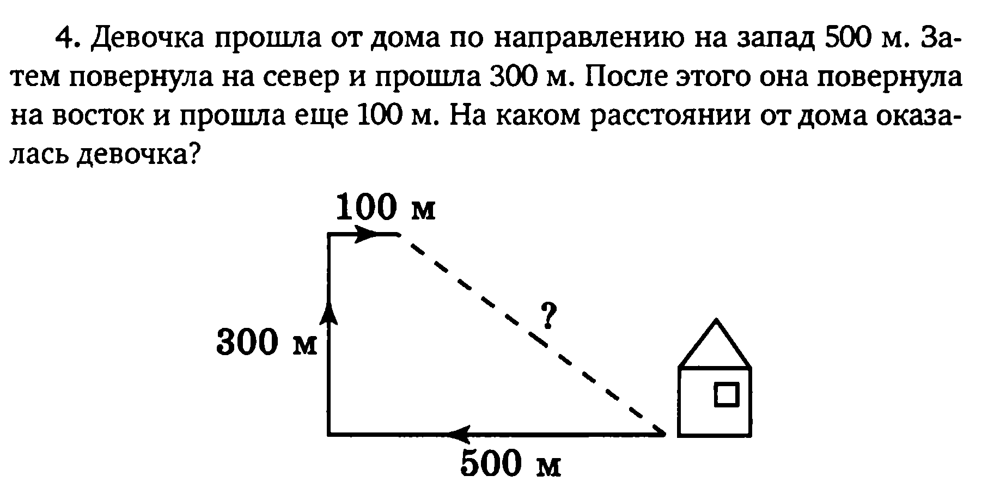 4. Девочка прошла от дома по направлению на запад 500 м. За-
тем повернула на север и прошла 300 м. После этого она повернула
на восток и прошла еще 100 м. На каком расстоянии от дома оказа-
лась девочка?
100 м
?
300 м
500 м